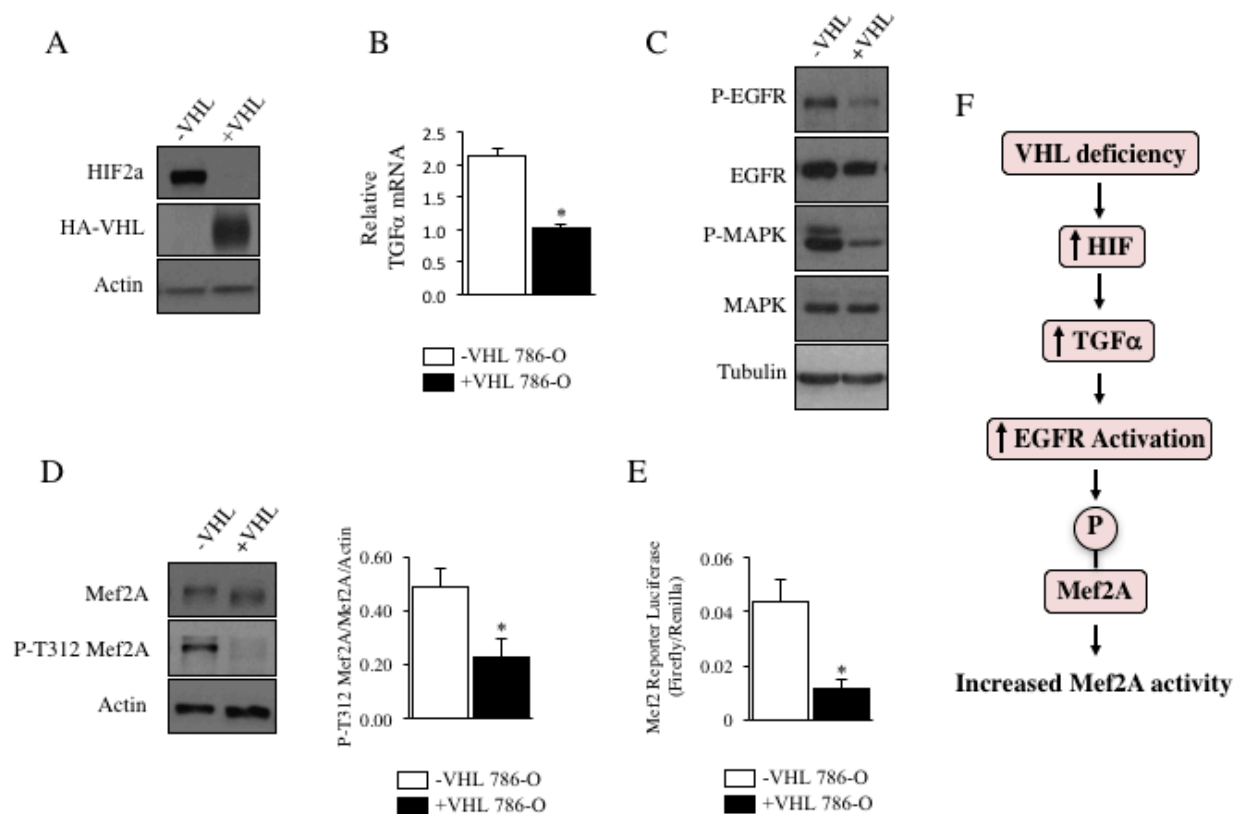 A
-VHL
+VHL
HIF2a
HA-VHL
Actin
B
Relative
TGFα mRNA
2.5
2.0
1.5
1.0
0.5
0.0
*
-VHL 786-O
+VHL 786-O
C
-VHL
+VHL
P-EGFR
EGFR
P-MAPK
MAPK
Tubulin
D
-VHL
+VHL
Mef2A
P-T312 Mef2A
Actin
P-T312 Mef2A/Mef2A/Actin
0.60
0.40
0.20
0.00
*
-VHL 786-O
+VHL 786-O
E
Mef2 Reporter Luciferase
(Firefly/Renilla)
0.06
0.04
0.02
0
*
-VHL 786-O
+VHL 786-O
F
VHL deficiency
↑ HIF
↑ TGFα
↑ EGFR Activation
P
Mef2A
Increased Mef2A activity